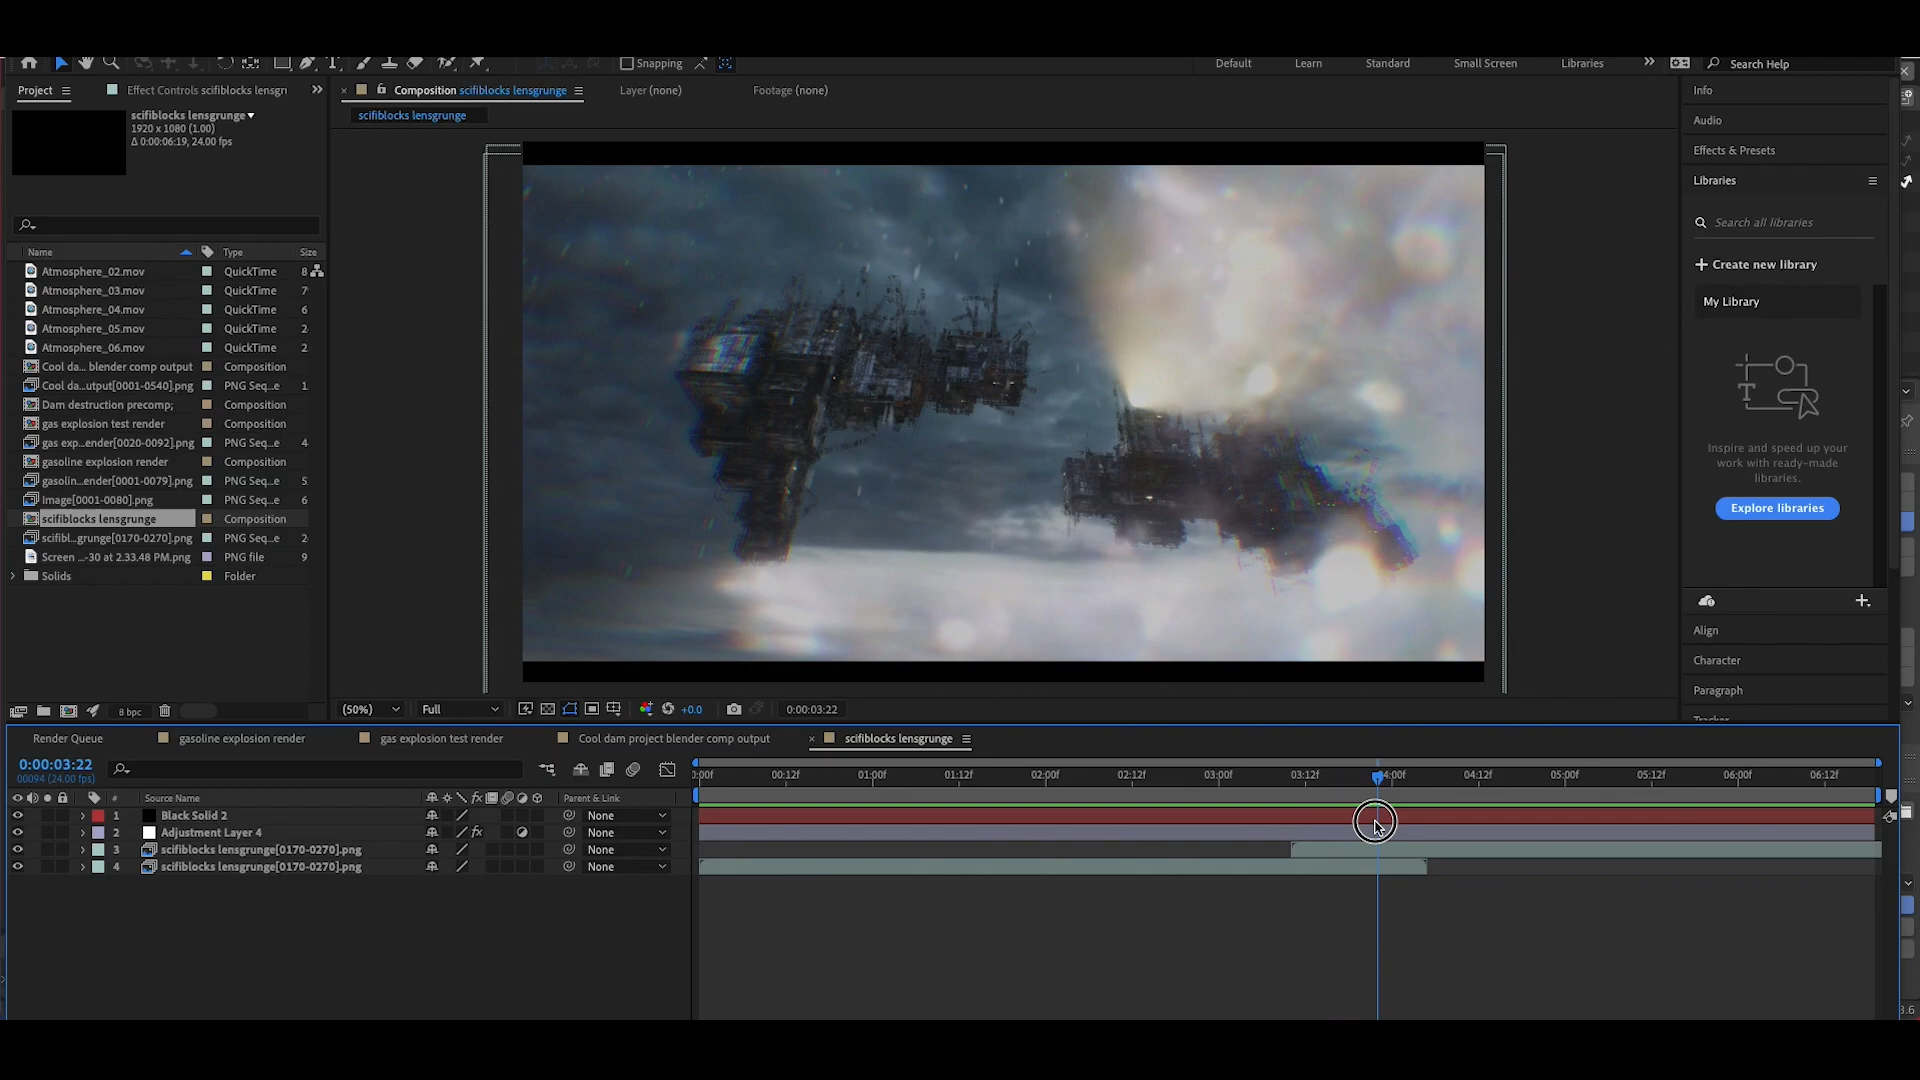 Snapping
Default
Learn
Standard
Small Screen
Libraries
Search Help
Project
Effect Controls scifiblocks lensgri
Composition scifiblocks lensgrunge
Layer (none)
Footage (none)
scifiblocks lensgrunge
scifiblocks lensgrunge
1920 x 1080 (1.00)
Δ 0:00:06:19, 24.00 fps
Name
Type
Size
Atmosphere_02.mov QuickTime 8
Atmosphere_03.mov QuickTime 7
Atmosphere_04.mov QuickTime 6
Atmosphere_05.mov QuickTime 2
Atmosphere_06.mov QuickTime 2
Cool da... blender comp output Composition
Cool da...utput[0001-0540].png PNG Seq...e 1
Dam destruction precomp; Composition
gas explosion test render Composition
gas exp...ender[0020-0092].png PNG Seq...e 4
gasoline explosion render Composition
gasolin...ender[0001-0079].png PNG Seq...e 5
Image[0001-0080].png PNG Seq...e 6
scifiblocks lensgrunge Composition
scifibl...grunge[0170-0270].png PNG Seq...e 2
Screen ...-30 at 2.33.48 PM.png PNG file 9
Solids Folder
8 bpc
(50%)
Full
+0.0
0:00:03:22
Info
Audio
Effects & Presets
Libraries
Search all libraries
Create new library
My Library
T
Inspire and speed up your
work with ready-made
libraries.
Explore libraries
Align
Character
Paragraph
Tracker
Render Queue
gasoline explosion render
gas explosion test render
Cool dam project blender comp output
scifiblocks lensgrunge
0:00:03:22
00094 (24.00 fps)
:00f 00:12f 01:00f 01:12f 02:00f 02:12f 03:00f 03:12f 4:00f 04:12f 05:00f 05:12f 06:00f 06:12f
# Source Name fx Parent & Link
1 Black Solid 2 None
2 Adjustment Layer 4 fx None
3 scifiblocks lensgrunge[0170-0270].png None
4 scifiblocks lensgrunge[0170-0270].png None
3.6